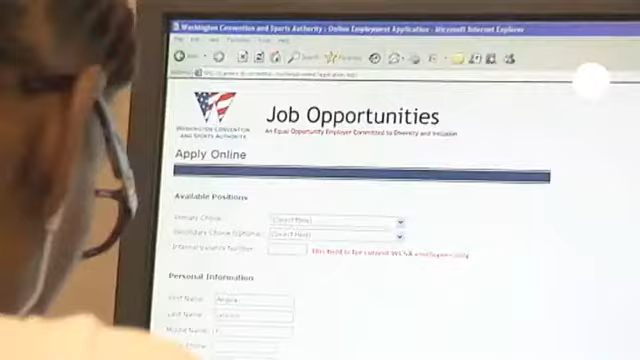 Washington Convention and Sports Authority - Online Employment Application - Microsoft Internet Explorer
WASHINGTON CONVENTION
AND SPORTS AUTHORITY
Job Opportunities
An Equal Opportunity Employer Committed to Diversity and Inclusion
Apply Online
Available Positions
Primary Choice:
(Select Here)
Secondary Choice (Optional):
(Select Here)
Internal Vacancy Number:
This field is for current WCSA employees only
Personal Information
First Name:
Angela
Last Name:
Middle Name: